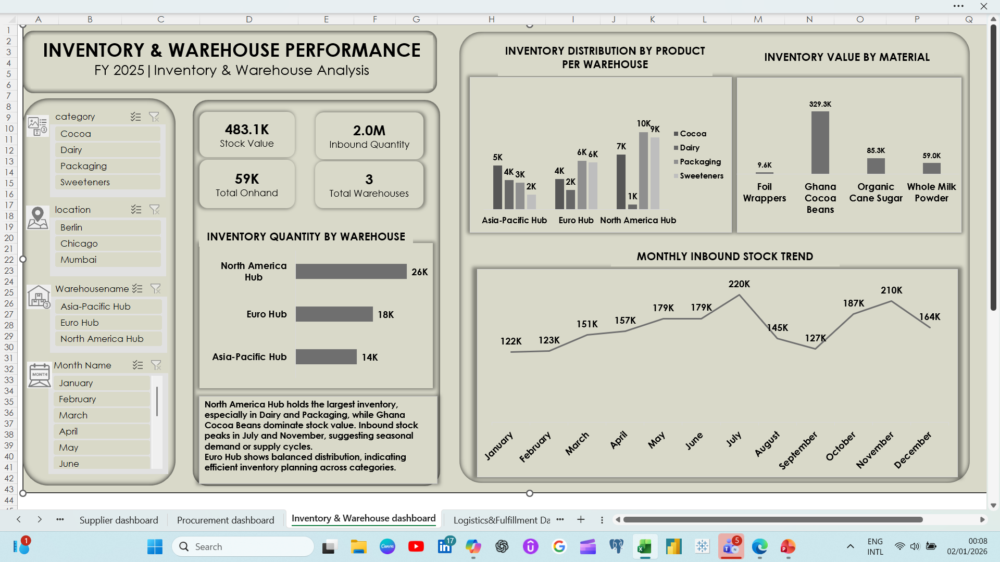 A B C D E F G H I J K L M N O P Q
1
2
3
4
5
6
7
8
9
10
11
12
13
14
15
16
17
18
19
20
21
22
23
24
25
26
27
28
29
30
31
32
33
34
35
36
37
38
39
40
41
42
43
44
INVENTORY & WAREHOUSE PERFORMANCE
FY 2025|Inventory & Warehouse Analysis
category
Cocoa
Dairy
Packaging
Sweeteners
location
Berlin
Chicago
Mumbai
Warehousename
Asia-Pacific Hub
Euro Hub
North America Hub
MONTH
Month Name
January
February
March
April
May
June
483.1K
Stock Value
2.0M
Inbound Quantity
59K
Total Onhand
3
Total Warehouses
INVENTORY QUANTITY BY WAREHOUSE
North America
Hub
26K
Euro Hub
18K
Asia-Pacific Hub
14K
North America Hub holds the largest inventory,
especially in Dairy and Packaging, while Ghana
Cocoa Beans dominate stock value. Inbound stock
peaks in July and November, suggesting seasonal
demand or supply cycles.
Euro Hub shows balanced distribution, indicating
efficient inventory planning across categories.
INVENTORY DISTRIBUTION BY PRODUCT
PER WAREHOUSE
5K 4K 3K 2K
4K 2K 6K 6K
7K 1K 10K 9K
Asia-Pacific Hub Euro Hub North America Hub
Cocoa
Dairy
Packaging
Sweeteners
INVENTORY VALUE BY MATERIAL
9.6K 329.3K 85.3K 59.0K
Foil
Wrappers
Ghana
Cocoa
Beans
Organic
Cane Sugar
Whole Milk
Powder
MONTHLY INBOUND STOCK TREND
122K 123K 151K 157K 179K 179K 220K 145K 127K 187K 210K 164K
January February March April May June July August September October November December
Supplier dashboard Procurement dashboard Inventory & Warehouse dashboard Logistics&Fulfillment Da
1
Search
Canva
17
5
ENG
INTL
00:08
02/01/2026